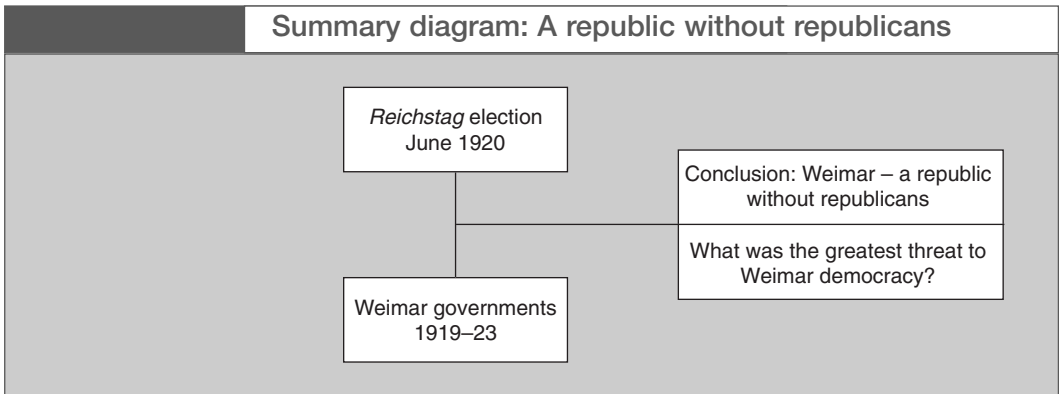 Summary diagram: A republic without republicans
Reichstag election
June 1920
Conclusion: Weimar – a republic
without republicans
What was the greatest threat to
Weimar democracy?
Weimar governments
1919–23